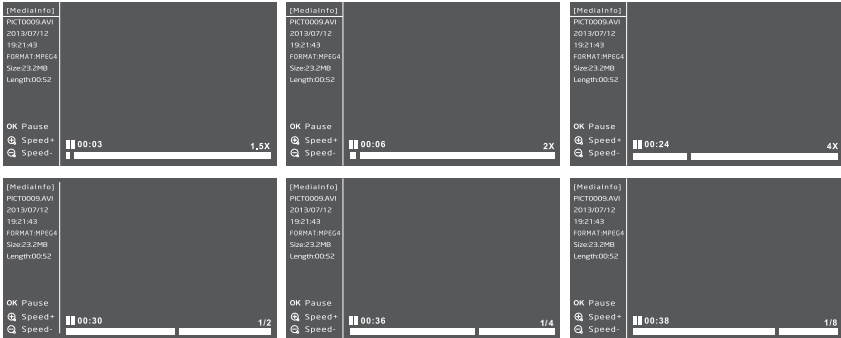 [MediaInfo]
PICT0009.AVI
2013/07/12
19:21:43
FORMAT:MPEG4
Size:23.2MB
Length:00:52
OK Pause
Speed+
Speed-
00:03 1.5X
[MediaInfo]
PICT0009.AVI
2013/07/12
19:21:43
FORMAT:MPEG4
Size:23.2MB
Length:00:52
OK Pause
Speed+
Speed-
00:06 2X
[MediaInfo]
PICT0009.AVI
2013/07/12
19:21:43
FORMAT:MPEG4
Size:23.2MB
Length:00:52
OK Pause
Speed+
Speed-
00:24 4X
[MediaInfo]
PICT0009.AVI
2013/07/12
19:21:43
FORMAT:MPEG4
Size:23.2MB
Length:00:52
OK Pause
Speed+
Speed-
00:30 1/2
[MediaInfo]
PICT0009.AVI
2013/07/12
19:21:43
FORMAT:MPEG4
Size:23.2MB
Length:00:52
OK Pause
Speed+
Speed-
00:36 1/4
[MediaInfo]
PICT0009.AVI
2013/07/12
19:21:43
FORMAT:MPEG4
Size:23.2MB
Length:00:52
OK Pause
Speed+
Speed-
00:38 1/8